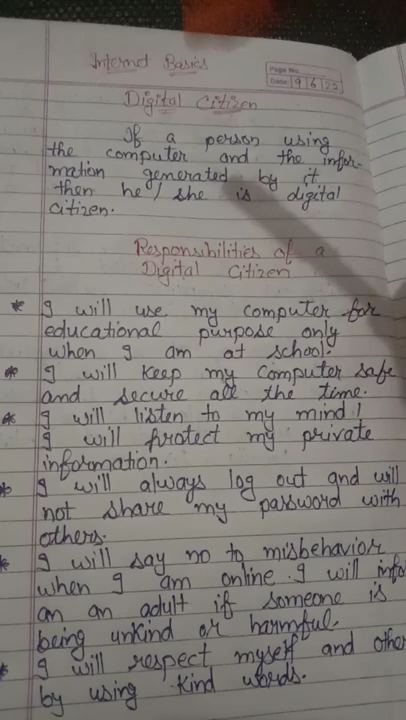 Internet Basics
Page No.
Date: 9 6 25
Digital Citizen
If a person using
the computer and the infor-
mation generated by it
then he / she is digital
citizen.
Responsibilities of a
Digital Citizen
* I will use my computer for
educational purpose only
when I am at school.
* I will keep my computer safe
and secure all the time.
* I will listen to my mind!
I will protect my private
information.
* I will always log out and will
not share my password with
others.
* I will say no to misbehavior
when I am online. I will info
an an adult if someone is
being unkind or harmful.
* I will respect myself and other
by using kind words.